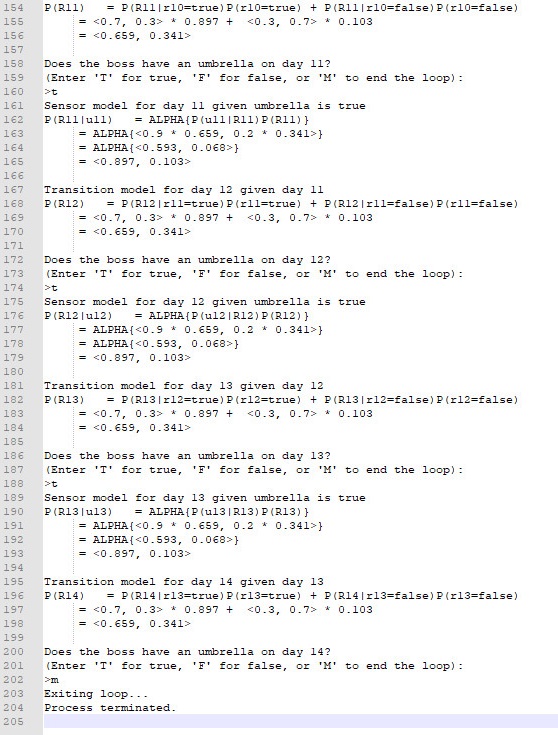 154 P(R11) = P(R11|r10=true)P(r10=true) + P(R11|r10=false)P(r10=false)
155 = <0.7, 0.3> * 0.897 + <0.3, 0.7> * 0.103
156 = <0.659, 0.341>
157
158 Does the boss have an umbrella on day 11?
159 (Enter 'T' for true, 'F' for false, or 'M' to end the loop):
160 >t
161 Sensor model for day 11 given umbrella is true
162 P(R11|u11) = ALPHA{P(u11|R11)P(R11)}
163 = ALPHA{<0.9 * 0.659, 0.2 * 0.341>}
164 = ALPHA{<0.593, 0.068>}
165 = <0.897, 0.103>
166
167 Transition model for day 12 given day 11
168 P(R12) = P(R12|r11=true)P(r11=true) + P(R12|r11=false)P(r11=false)
169 = <0.7, 0.3> * 0.897 + <0.3, 0.7> * 0.103
170 = <0.659, 0.341>
171
172 Does the boss have an umbrella on day 12?
173 (Enter 'T' for true, 'F' for false, or 'M' to end the loop):
174 >t
175 Sensor model for day 12 given umbrella is true
176 P(R12|u12) = ALPHA{P(u12|R12)P(R12)}
177 = ALPHA{<0.9 * 0.659, 0.2 * 0.341>}
178 = ALPHA{<0.593, 0.068>}
179 = <0.897, 0.103>
180
181 Transition model for day 13 given day 12
182 P(R13) = P(R13|r12=true)P(r12=true) + P(R13|r12=false)P(r12=false)
183 = <0.7, 0.3> * 0.897 + <0.3, 0.7> * 0.103
184 = <0.659, 0.341>
185
186 Does the boss have an umbrella on day 13?
187 (Enter 'T' for true, 'F' for false, or 'M' to end the loop):
188 >t
189 Sensor model for day 13 given umbrella is true
190 P(R13|u13) = ALPHA{P(u13|R13)P(R13)}
191 = ALPHA{<0.9 * 0.659, 0.2 * 0.341>}
192 = ALPHA{<0.593, 0.068>}
193 = <0.897, 0.103>
194
195 Transition model for day 14 given day 13
196 P(R14) = P(R14|r13=true)P(r13=true) + P(R14|r13=false)P(r13=false)
197 = <0.7, 0.3> * 0.897 + <0.3, 0.7> * 0.103
198 = <0.659, 0.341>
199
200 Does the boss have an umbrella on day 14?
201 (Enter 'T' for true, 'F' for false, or 'M' to end the loop):
202 >m
203 Exiting loop...
204 Process terminated.
205